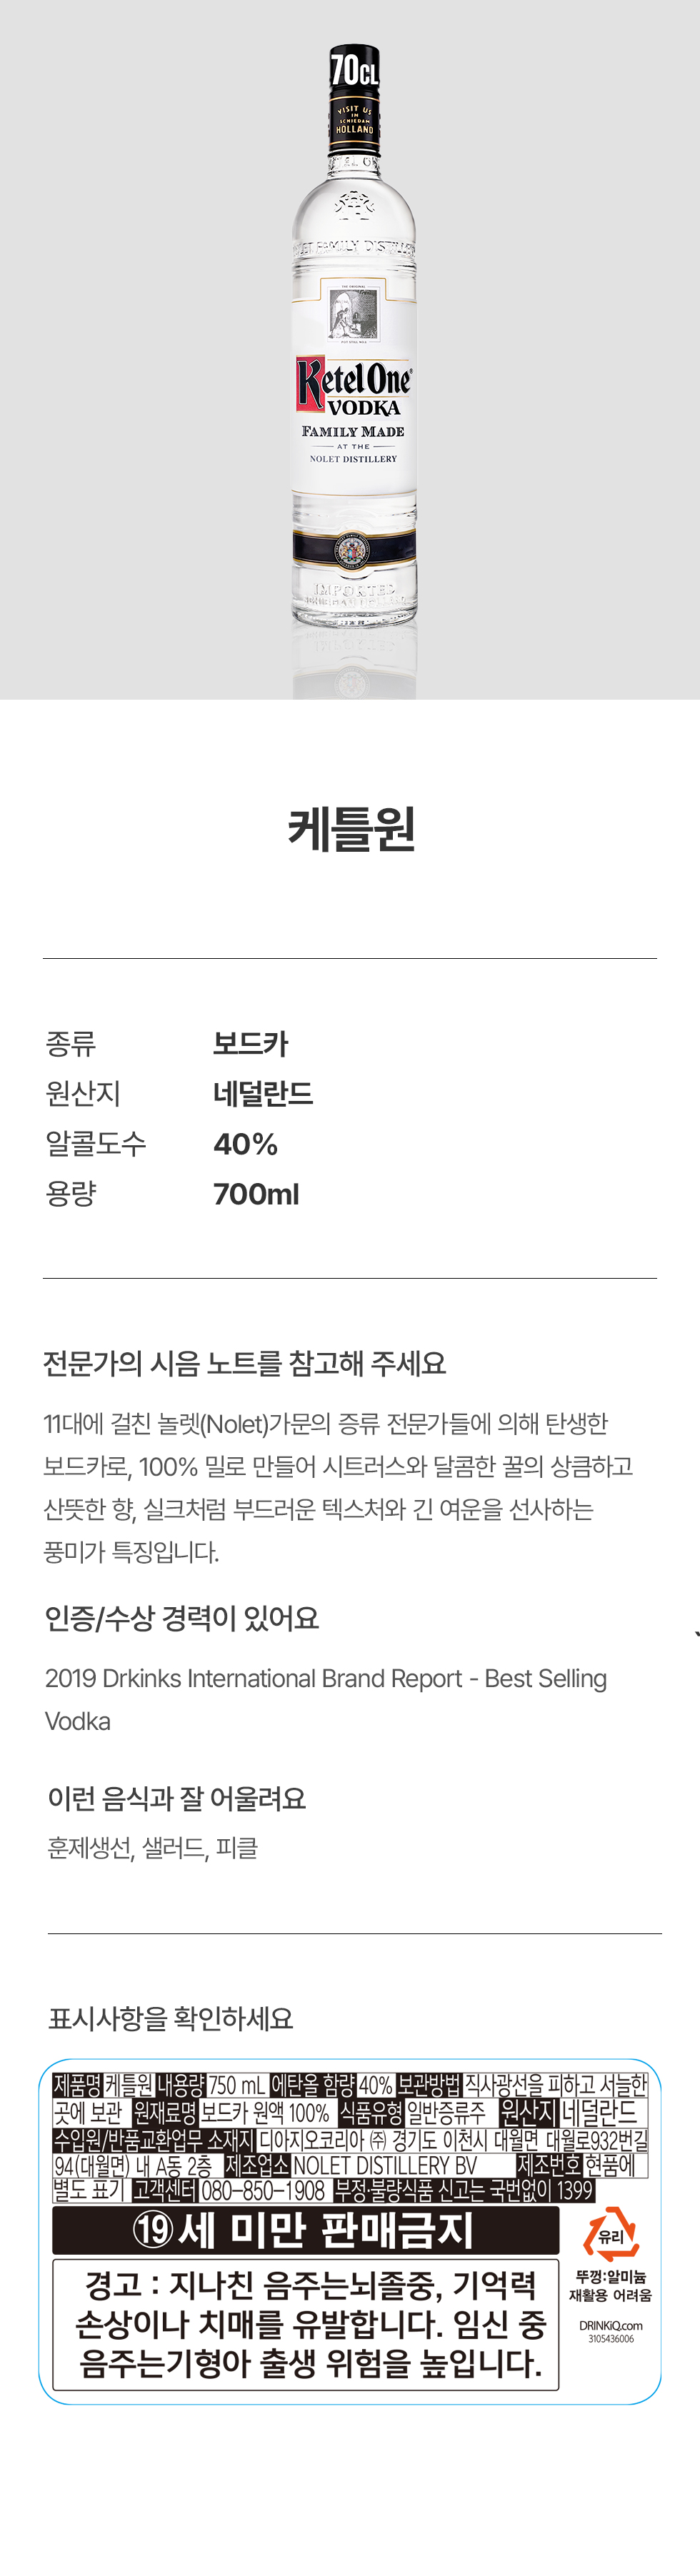 70CL
VISIT US
IN
SCHIEDAM
HOLLAND
Ketel One®
VODKA
FAMILY MADE
AT THE
NOLET DISTILLERY
IMPORTED
케틀원
종류 보드카
원산지 네덜란드
알콜도수 40%
용량 700ml
전문가의 시음 노트를 참고해 주세요
11대에 걸친 놀렛(Nolet)가문의 증류 전문가들에 의해 탄생한
보드카로, 100% 밀로 만들어 시트러스와 달콤한 꿀의 상큼하고
산뜻한 향, 실크처럼 부드러운 텍스처와 긴 여운을 선사하는
풍미가 특징입니다.
인증/수상 경력이 있어요
2019 Drkinks International Brand Report - Best Selling
Vodka
이런 음식과 잘 어울려요
훈제생선, 샐러드, 피클
표시사항을 확인하세요
제품명 케틀원 내용량 750 mL 에탄올 함량 40% 보관방법 직사광선을 피하고 서늘한
곳에 보관 원재료명 보드카 원액 100% 식품유형 일반증류주 원산지 네덜란드
수입원/반품교환업무 소재지 디아지오코리아 ㈜ 경기도 이천시 대월면 대월로932번길
94(대월면) 내 A동 2층 제조업소 NOLET DISTILLERY BV 제조번호 현품에
별도 표기 고객센터 080-850-1908 부정·불량식품 신고는 국번없이 1399
⑲세 미만 판매금지
경고 : 지나친 음주는뇌졸중, 기억력
손상이나 치매를 유발합니다. 임신 중
음주는기형아 출생 위험을 높입니다.
유리
뚜껑:알미늄
재활용 어려움
DRINKiQ.com
3105436006